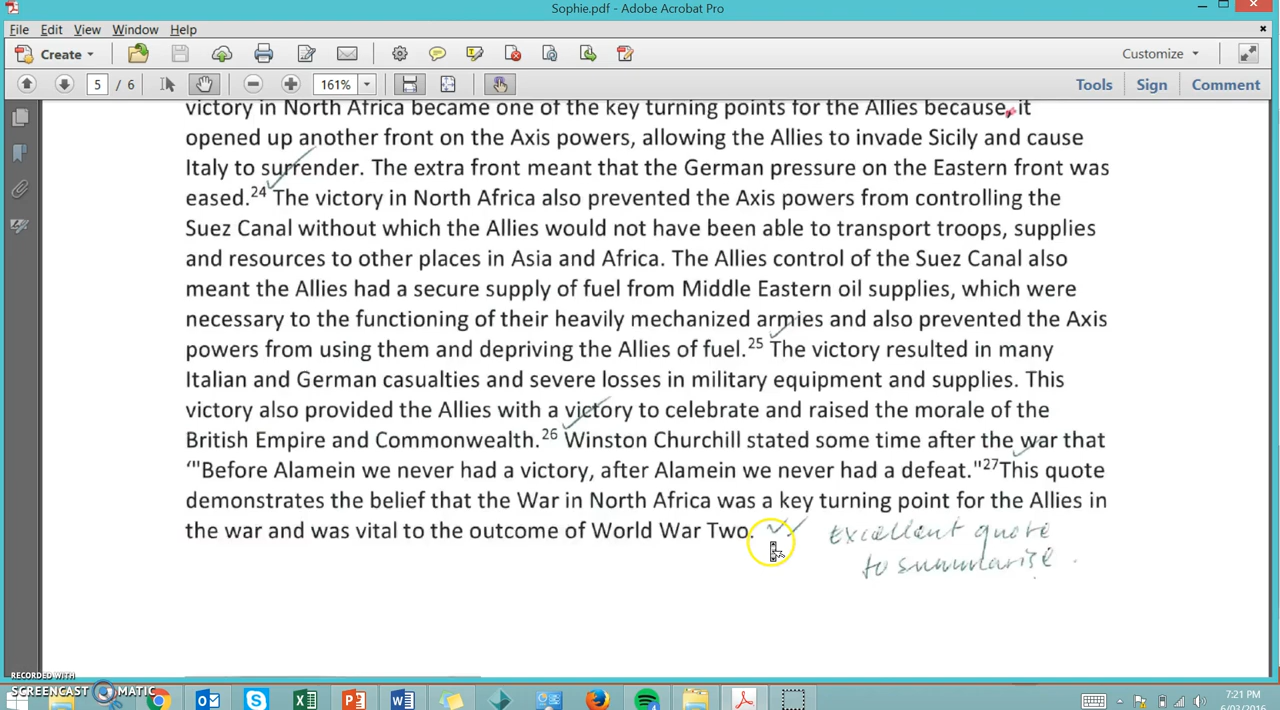 Sophie.pdf - Adobe Acrobat Pro
File Edit View Window Help
Create Customize
5 / 6 161% Tools Sign Comment
victory in North Africa became one of the key turning points for the Allies because, it
opened up another front on the Axis powers, allowing the Allies to invade Sicily and cause
Italy to surrender. The extra front meant that the German pressure on the Eastern front was
eased.24 The victory in North Africa also prevented the Axis powers from controlling the
Suez Canal without which the Allies would not have been able to transport troops, supplies
and resources to other places in Asia and Africa. The Allies control of the Suez Canal also
meant the Allies had a secure supply of fuel from Middle Eastern oil supplies, which were
necessary to the functioning of their heavily mechanized armies and also prevented the Axis
powers from using them and depriving the Allies of fuel.25 The victory resulted in many
Italian and German casualties and severe losses in military equipment and supplies. This
victory also provided the Allies with a victory to celebrate and raised the morale of the
British Empire and Commonwealth.26 Winston Churchill stated some time after the war that
‘"Before Alamein we never had a victory, after Alamein we never had a defeat."27This quote
demonstrates the belief that the War in North Africa was a key turning point for the Allies in
the war and was vital to the outcome of World War Two.
Excellent quote
to summarise.
RECORDED WITH
SCREENCAST MATIC
7:21 PM
6/03/2016